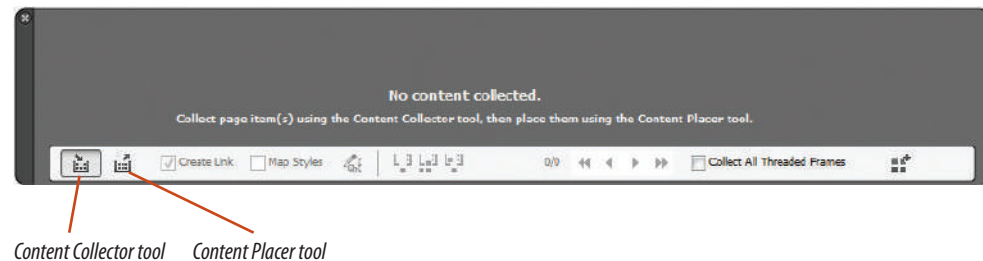 No content collected.
Collect page item(s) using the Content Collector tool, then place them using the Content Placer tool.
Create Link Map Styles 0/0 Collect All Threaded Frames
Content Collector tool Content Placer tool